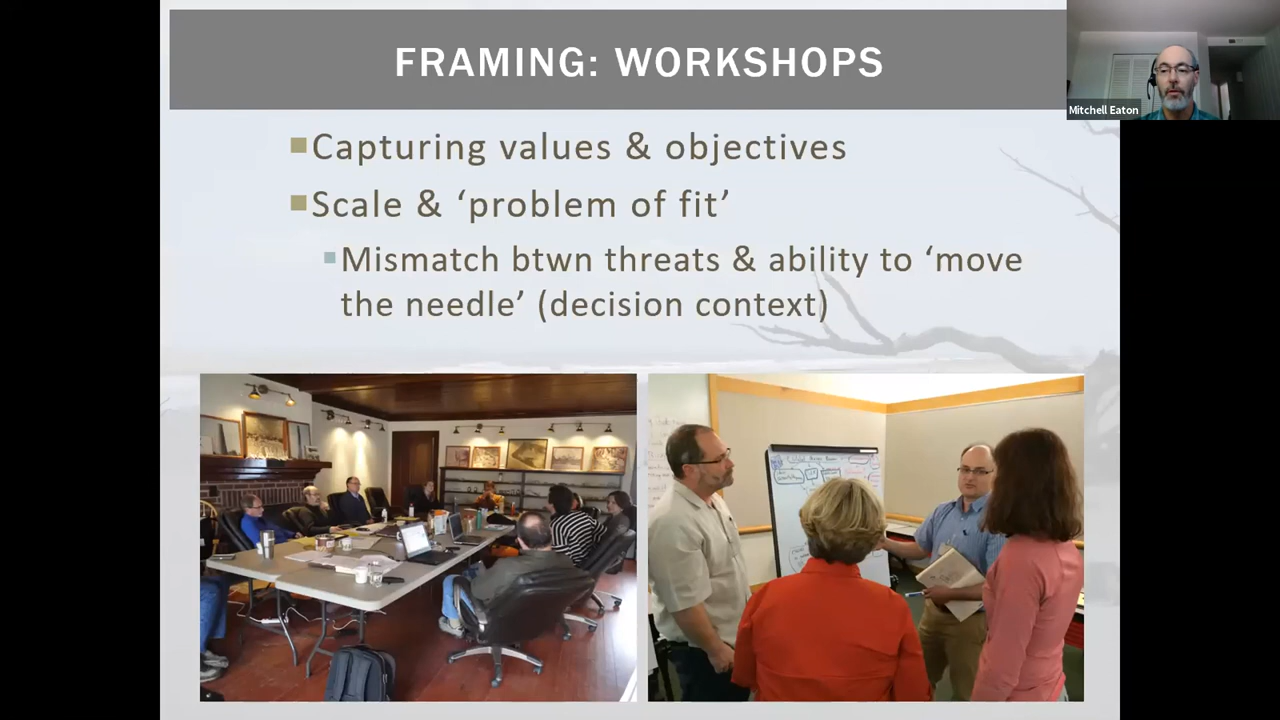 FRAMING: WORKSHOPS
Mitchell Eaton
Capturing values & objectives
Scale & ‘problem of fit’
Mismatch btwn threats & ability to ‘move
the needle’ (decision context)